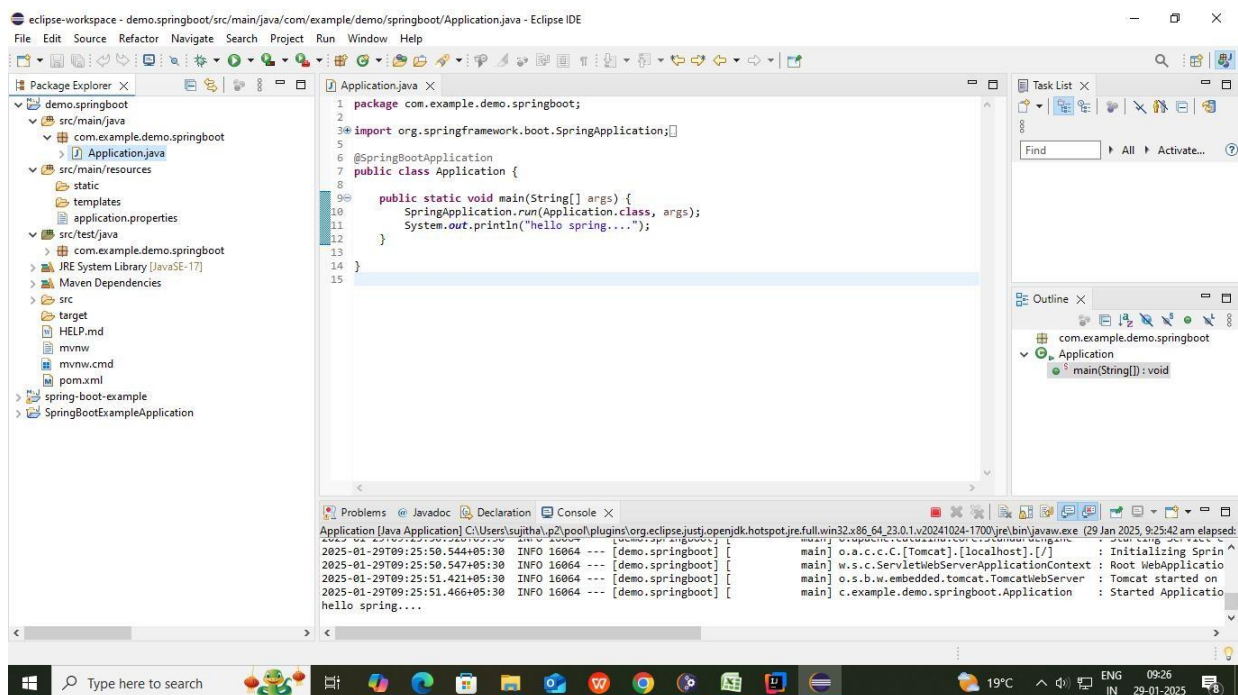 eclipse-workspace - demo.springboot/src/main/java/com/example/demo/springboot/Application.java - Eclipse IDE
File Edit Source Refactor Navigate Search Project Run Window Help
Package Explorer
demo.springboot
src/main/java
com.example.demo.springboot
Application.java
src/main/resources
static
templates
application.properties
src/test/java
com.example.demo.springboot
JRE System Library [JavaSE-17]
Maven Dependencies
src
target
HELP.md
mvnw
mvnw.cmd
pom.xml
spring-boot-example
SpringBootExampleApplication
Application.java
1 package com.example.demo.springboot;
2
3 import org.springframework.boot.SpringApplication;
5
6 @SpringBootApplication
7 public class Application {
8
9 public static void main(String[] args) {
10 SpringApplication.run(Application.class, args);
11 System.out.println("hello spring....");
12 }
13
14 }
15
Task List
Find All Activate...
Outline
com.example.demo.springboot
Application
main(String[]) : void
Problems Javadoc Declaration Console
Application [Java Application] C:\Users\sujitha\.p2\pool\plugins\org.eclipse.justj.openjdk.hotspot.jre.full.win32.x86_64_23.0.1.v20241024-1700\jre\bin\javaw.exe (29 Jan 2025, 9:25:42 am elapsed:
2025-01-29T09:25:50.544+05:30 INFO 16064 --- [demo.springboot] [ main] o.a.c.c.C.[Tomcat].[localhost].[/] : Initializing Sprin
2025-01-29T09:25:50.547+05:30 INFO 16064 --- [demo.springboot] [ main] w.s.c.ServletWebServerApplicationContext : Root WebApplicatio
2025-01-29T09:25:51.421+05:30 INFO 16064 --- [demo.springboot] [ main] o.s.b.w.embedded.tomcat.TomcatWebServer : Tomcat started on
2025-01-29T09:25:51.466+05:30 INFO 16064 --- [demo.springboot] [ main] c.example.demo.springboot.Application : Started Applicatio
hello spring....
Type here to search
19°C
ENG
IN
09:26
29-01-2025